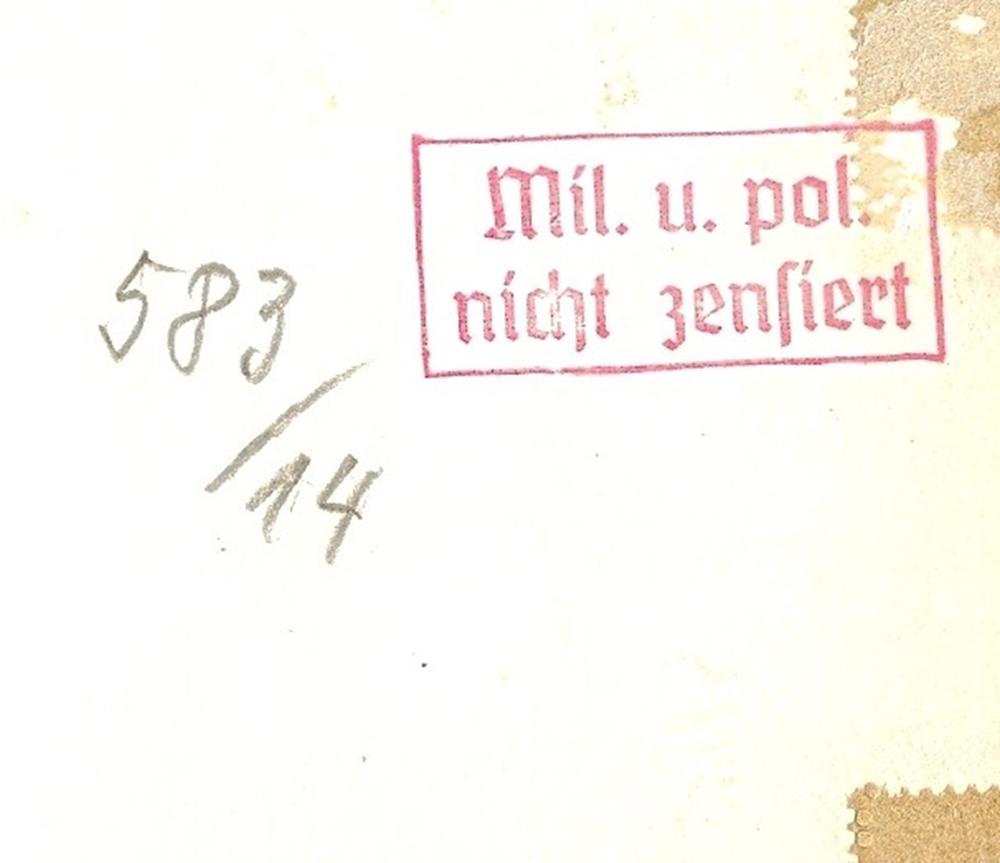 Mil. u. pol.
nicht zenſiert
583
/14